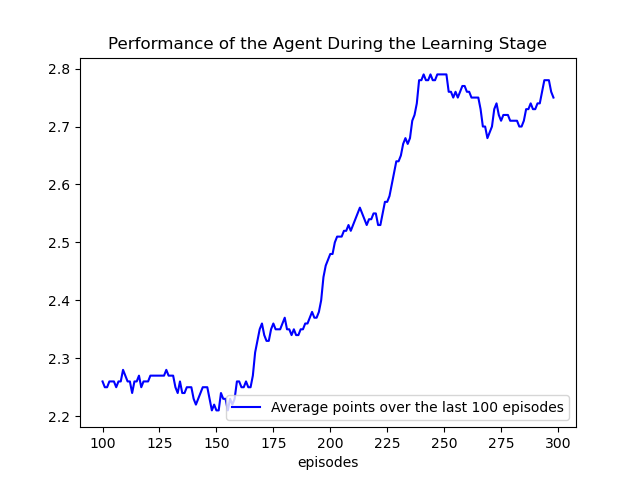 Performance of the Agent During the Learning Stage
2.8
2.7
2.6
2.5
2.4
2.3
2.2
Average points over the last 100 episodes
100 125 150 175 200 225 250 275 300
episodes